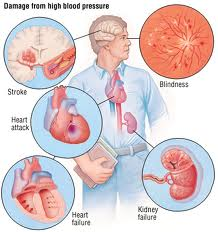 Damage from high blood pressure
Stroke
Blindness
Heart
attack
Heart
failure
Kidney
failure